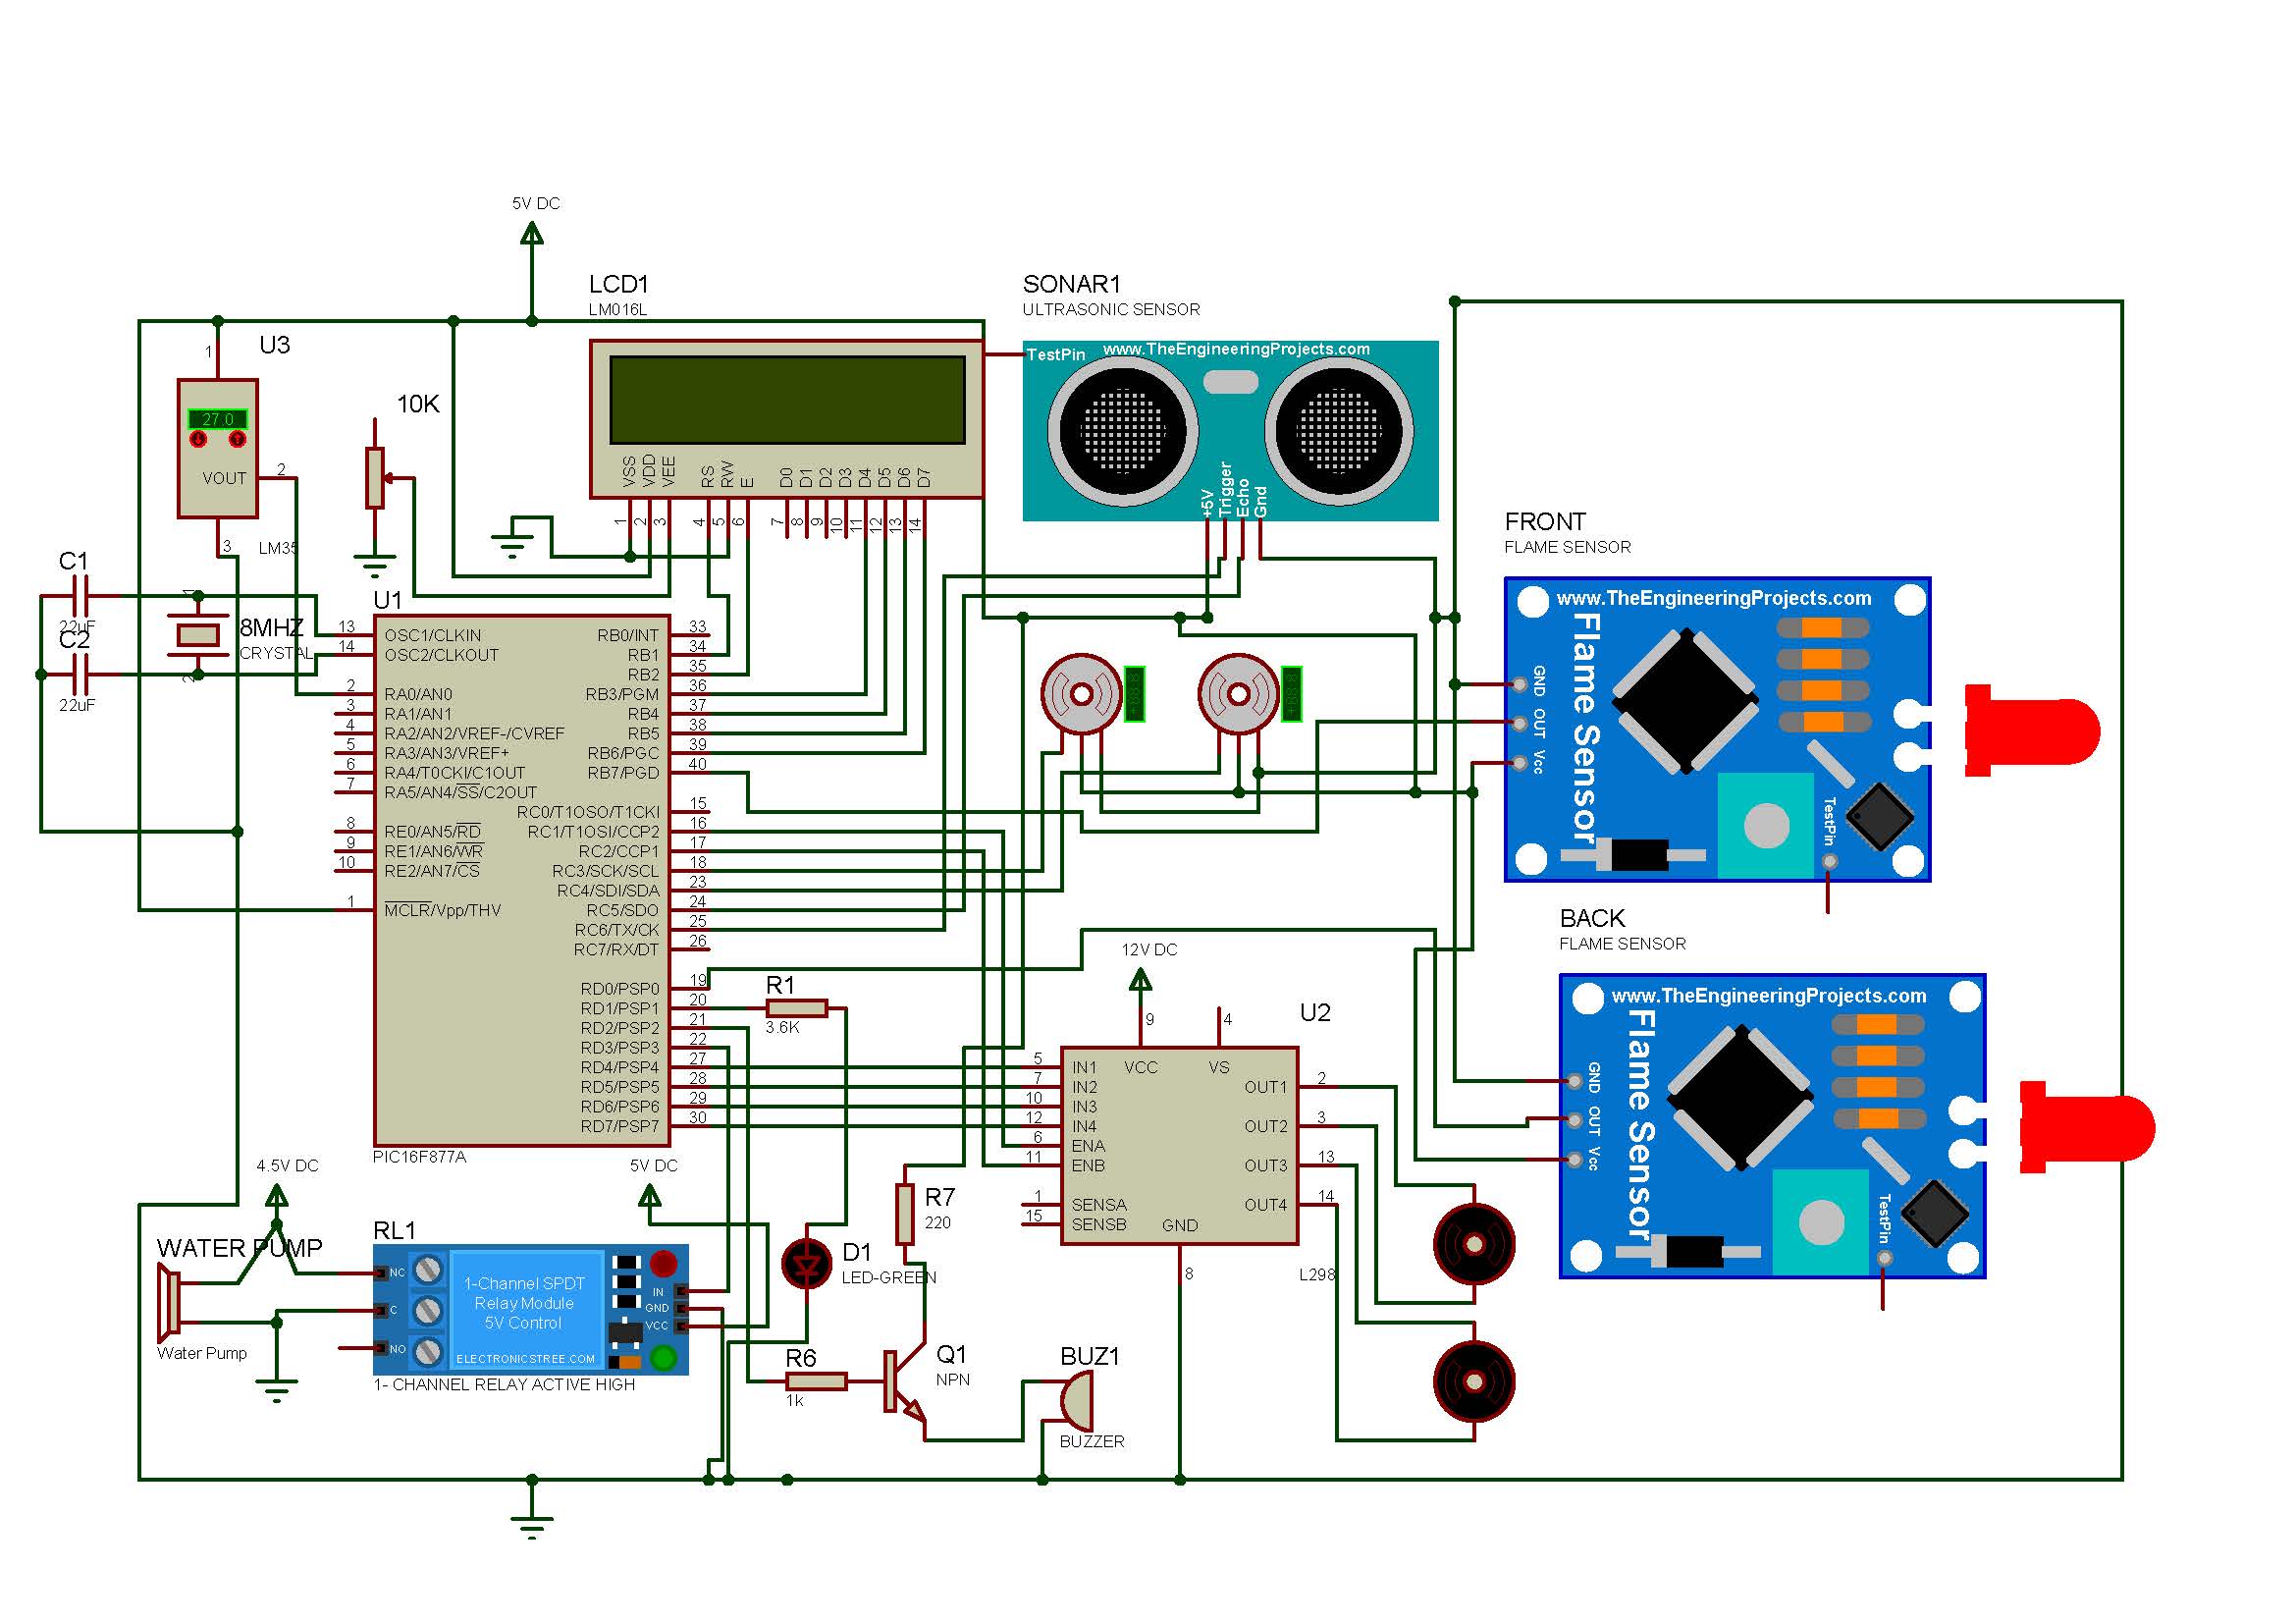 5V DC
LCD1
LM016L
SONAR1
ULTRASONIC SENSOR
TestPin
www.TheEngineeringProjects.com
+5V
Trigger
Echo
Gnd
U3
1
27.0
VOUT
2
3
LM35
10K
VSS
VDD
VEE
RS
RW
E
D0
D1
D2
D3
D4
D5
D6
D7
1
2
3
4
5
6
7
8
9
10
11
12
13
14
C1
22uF
C2
22uF
1
2
8MHZ
CRYSTAL
U1
13 OSC1/CLKIN
14 OSC2/CLKOUT
2 RA0/AN0
3 RA1/AN1
4 RA2/AN2/VREF-/CVREF
5 RA3/AN3/VREF+
6 RA4/T0CKI/C1OUT
7 RA5/AN4/SS/C2OUT
8 RE0/AN5/RD
9 RE1/AN6/WR
10 RE2/AN7/CS
1 MCLR/Vpp/THV
RB0/INT 33
RB1 34
RB2 35
RB3/PGM 36
RB4 37
RB5 38
RB6/PGC 39
RB7/PGD 40
RC0/T1OSO/T1CKI 15
RC1/T1OSI/CCP2 16
RC2/CCP1 17
RC3/SCK/SCL 18
RC4/SDI/SDA 23
RC5/SDO 24
RC6/TX/CK 25
RC7/RX/DT 26
RD0/PSP0 19
RD1/PSP1 20
RD2/PSP2 21
RD3/PSP3 22
RD4/PSP4 27
RD5/PSP5 28
RD6/PSP6 29
RD7/PSP7 30
PIC16F877A
FRONT
FLAME SENSOR
www.TheEngineeringProjects.com
Flame Sensor
GND
OUT
Vcc
TestPin
BACK
FLAME SENSOR
www.TheEngineeringProjects.com
Flame Sensor
GND
OUT
Vcc
TestPin
R1
3.6K
12V DC
9
4
U2
5 IN1
7 IN2
10 IN3
12 IN4
6 ENA
11 ENB
1 SENSA
15 SENSB
VCC
VS
GND
8
OUT1 2
OUT2 3
OUT3 13
OUT4 14
L298
4.5V DC
5V DC
WATER PUMP
Water Pump
RL1
NC
C
NO
1-Channel SPDT
Relay Module
5V Control
ELECTRONICSTREE.COM
IN
GND
VCC
1- CHANNEL RELAY ACTIVE HIGH
R7
220
D1
LED-GREEN
R6
1k
Q1
NPN
BUZ1
BUZZER